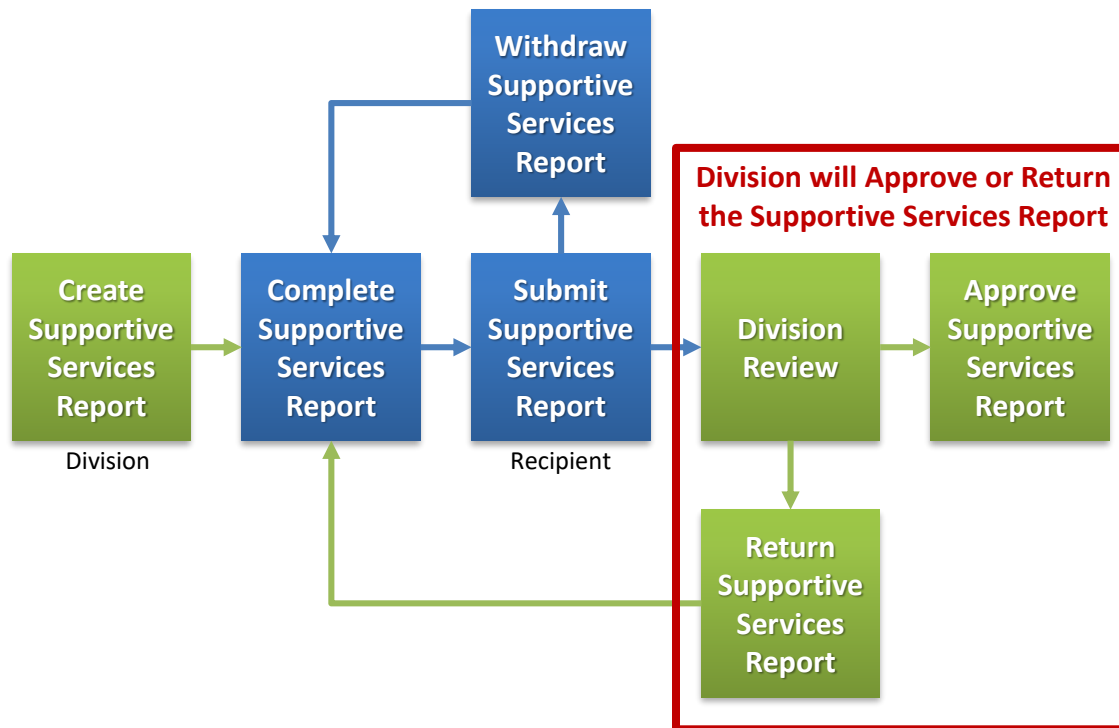 Withdraw
Supportive
Services
Report
Division will Approve or Return
the Supportive Services Report
Create
Supportive
Services
Report
Division
Complete
Supportive
Services
Report
Submit
Supportive
Services
Report
Recipient
Division
Review
Approve
Supportive
Services
Report
Return
Supportive
Services
Report